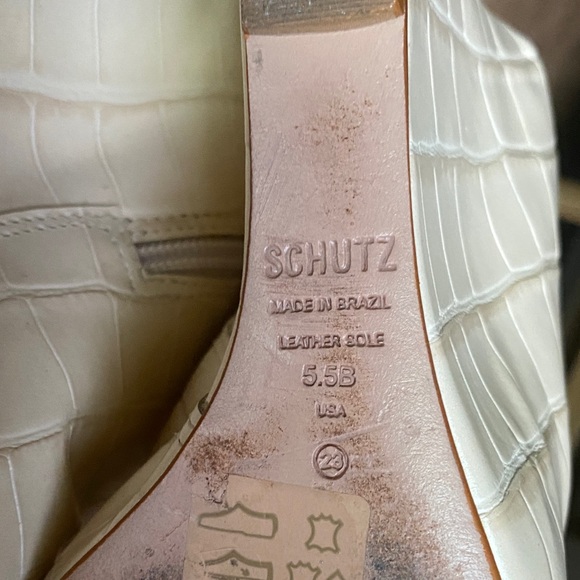 SCHUTZ
MADE IN BRAZIL
LEATHER SOLE
5.5B
USA
23